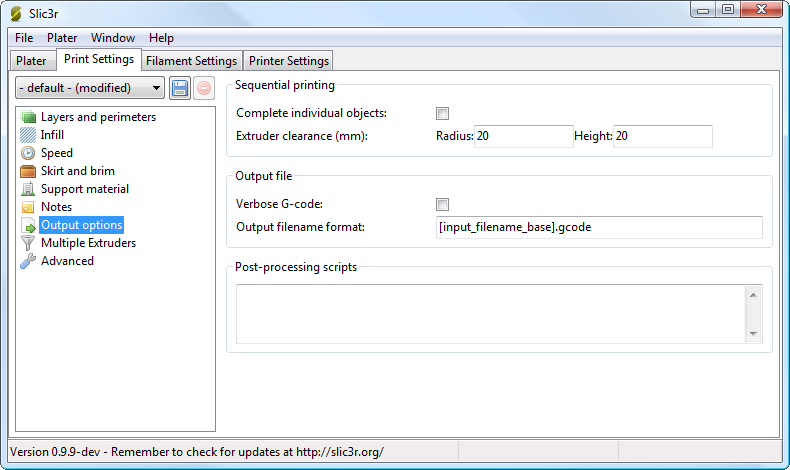 Slic3r
File Plater Window Help
Plater Print Settings Filament Settings Printer Settings
- default - (modified)
Layers and perimeters
Infill
Speed
Skirt and brim
Support material
Notes
Output options
Multiple Extruders
Advanced
Sequential printing
Complete individual objects:
Extruder clearance (mm): Radius: 20 Height: 20
Output file
Verbose G-code:
Output filename format: [input_filename_base].gcode
Post-processing scripts
Version 0.9.9-dev - Remember to check for updates at http://slic3r.org/